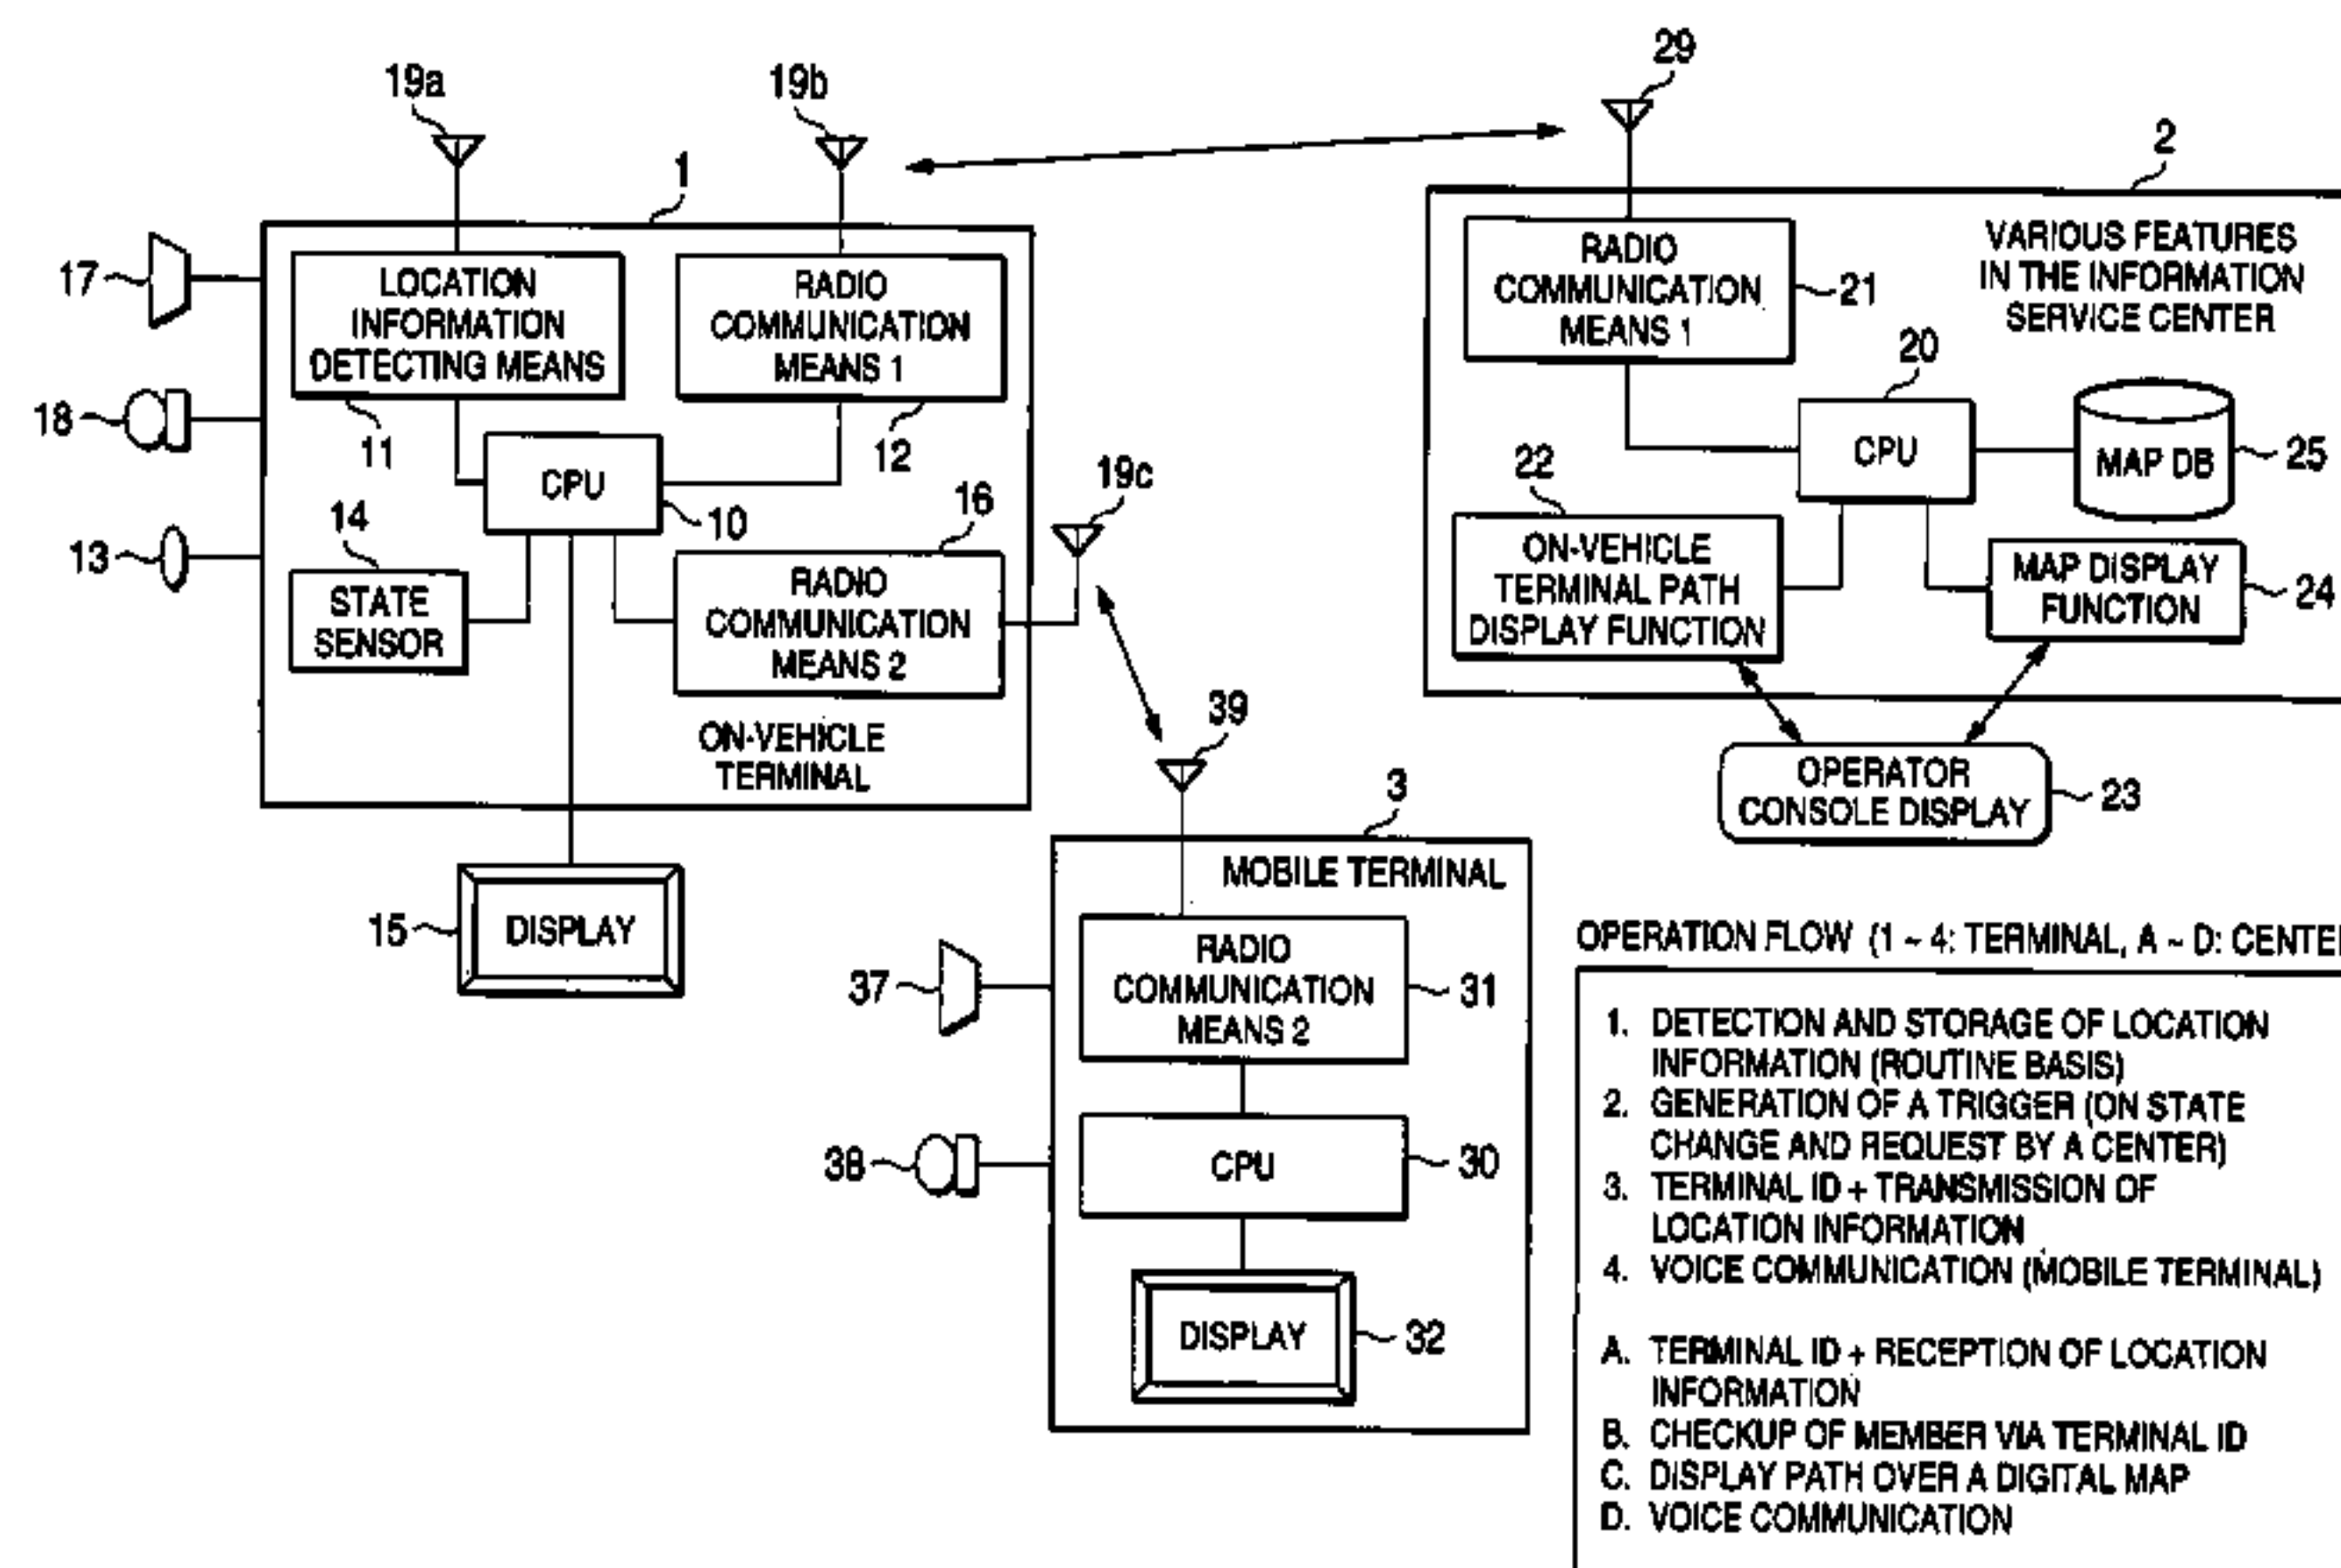 19a
19b
29
1
2
17
LOCATION
INFORMATION
DETECTING MEANS
RADIO
COMMUNICATION
MEANS 1
18
11
12
CPU
10
14
16
19c
13
STATE
SENSOR
RADIO
COMMUNICATION
MEANS 2
ON-VEHICLE
TERMINAL
15
DISPLAY
RADIO
COMMUNICATION
MEANS 1
21
VARIOUS FEATURES
IN THE INFORMATION
SERVICE CENTER
20
CPU
MAP DB
25
22
ON-VEHICLE
TERMINAL PATH
DISPLAY FUNCTION
MAP DISPLAY
FUNCTION
24
OPERATOR
CONSOLE DISPLAY
23
39
3
MOBILE TERMINAL
37
RADIO
COMMUNICATION
MEANS 2
31
38
CPU
30
DISPLAY
32
OPERATION FLOW (1 ~ 4: TERMINAL, A ~ D: CENTE
1. DETECTION AND STORAGE OF LOCATION
INFORMATION (ROUTINE BASIS)
2. GENERATION OF A TRIGGER (ON STATE
CHANGE AND REQUEST BY A CENTER)
3. TERMINAL ID + TRANSMISSION OF
LOCATION INFORMATION
4. VOICE COMMUNICATION (MOBILE TERMINAL)
A. TERMINAL ID + RECEPTION OF LOCATION
INFORMATION
B. CHECKUP OF MEMBER VIA TERMINAL ID
C. DISPLAY PATH OVER A DIGITAL MAP
D. VOICE COMMUNICATION